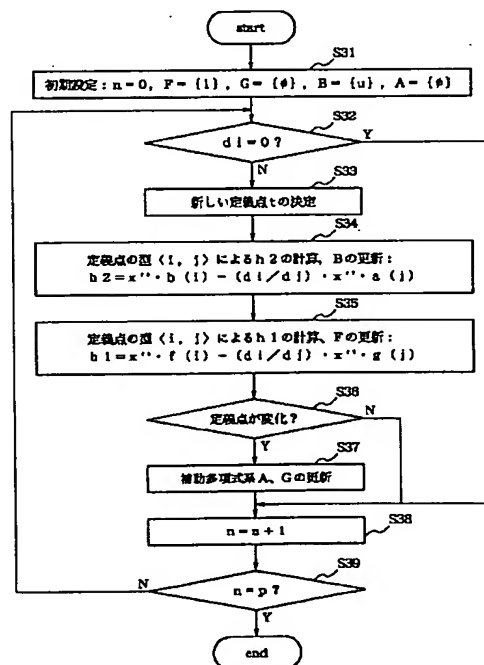 start
S31
初期設定：n＝0，F＝{1}，G＝{φ}，B＝{u}，A＝{φ}
S32
di＝0？
Y
N
S33
新しい定義点tの決定
S34
定義点の型〈i，j〉によるh2の計算、Bの更新：
h2＝x''・b（i）－（di／dj）・x''・a（j）
S35
定義点の型〈i，j〉によるh1の計算、Fの更新：
h1＝x''・f（i）－（di／dj）・x''・g（j）
S36
定義点が変化？
N
Y
S37
補助多項式系A、Gの更新
S38
n＝n＋1
S39
n＝p？
N
Y
end